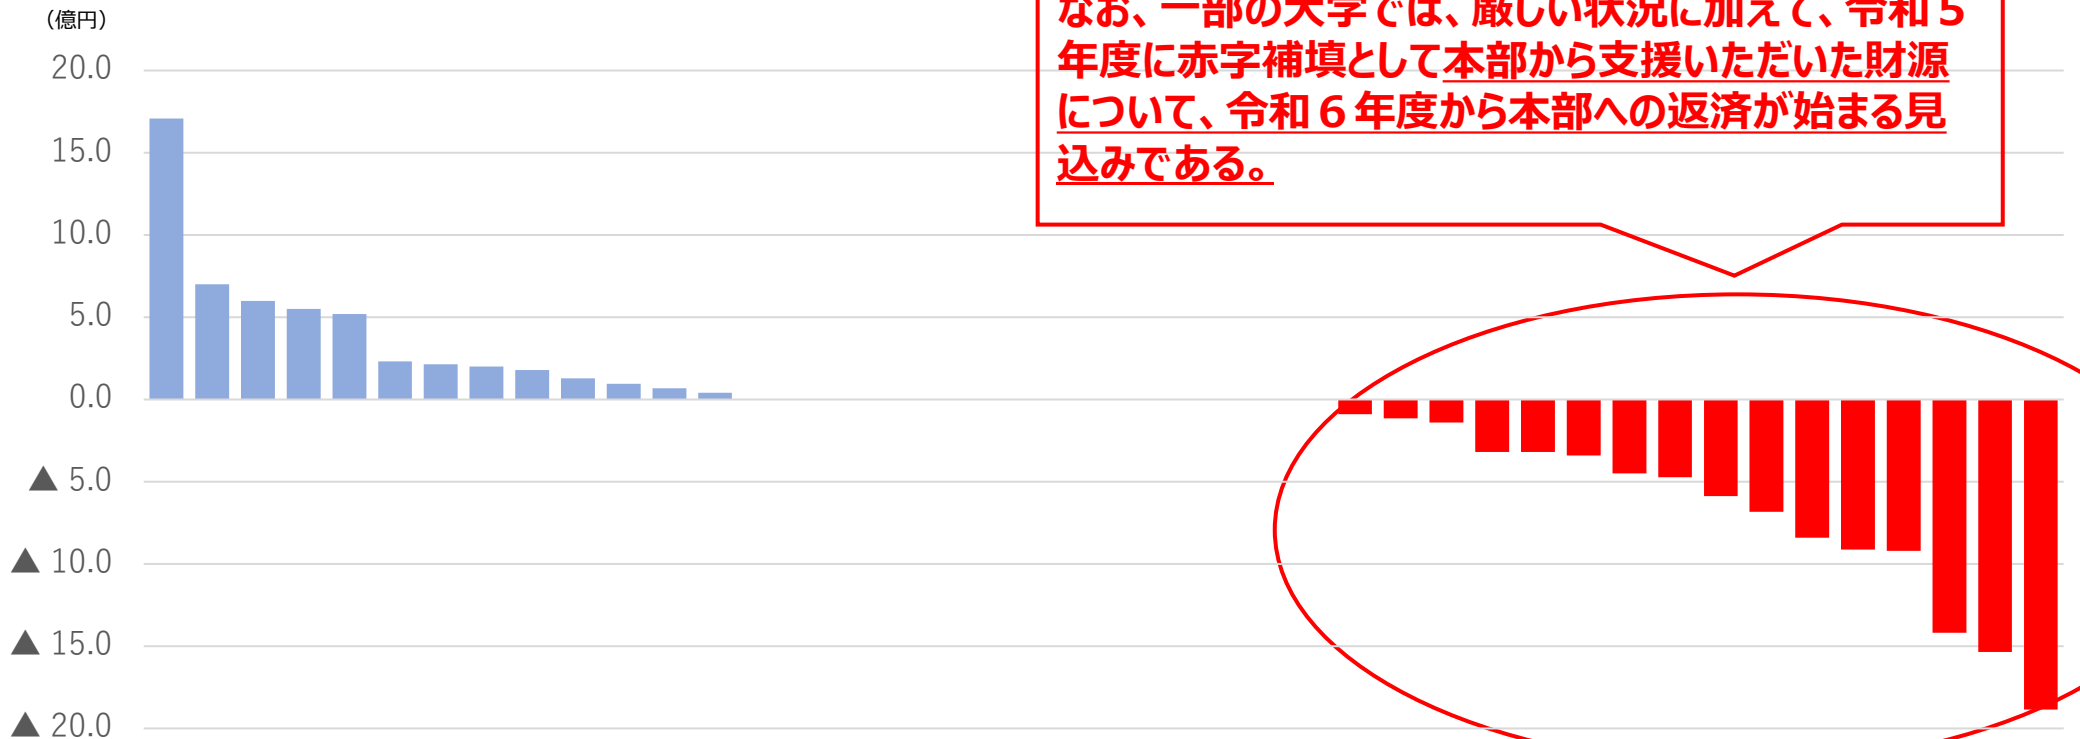 （億円）
なお、一部の大学では、厳しい状況に加えて、令和５
年度に赤字補填として本部から支援いただいた財源
について、令和６年度から本部への返済が始まる見
込みである。
20.0
15.0
10.0
5.0
0.0
▲ 5.0
▲ 10.0
▲ 15.0
▲ 20.0